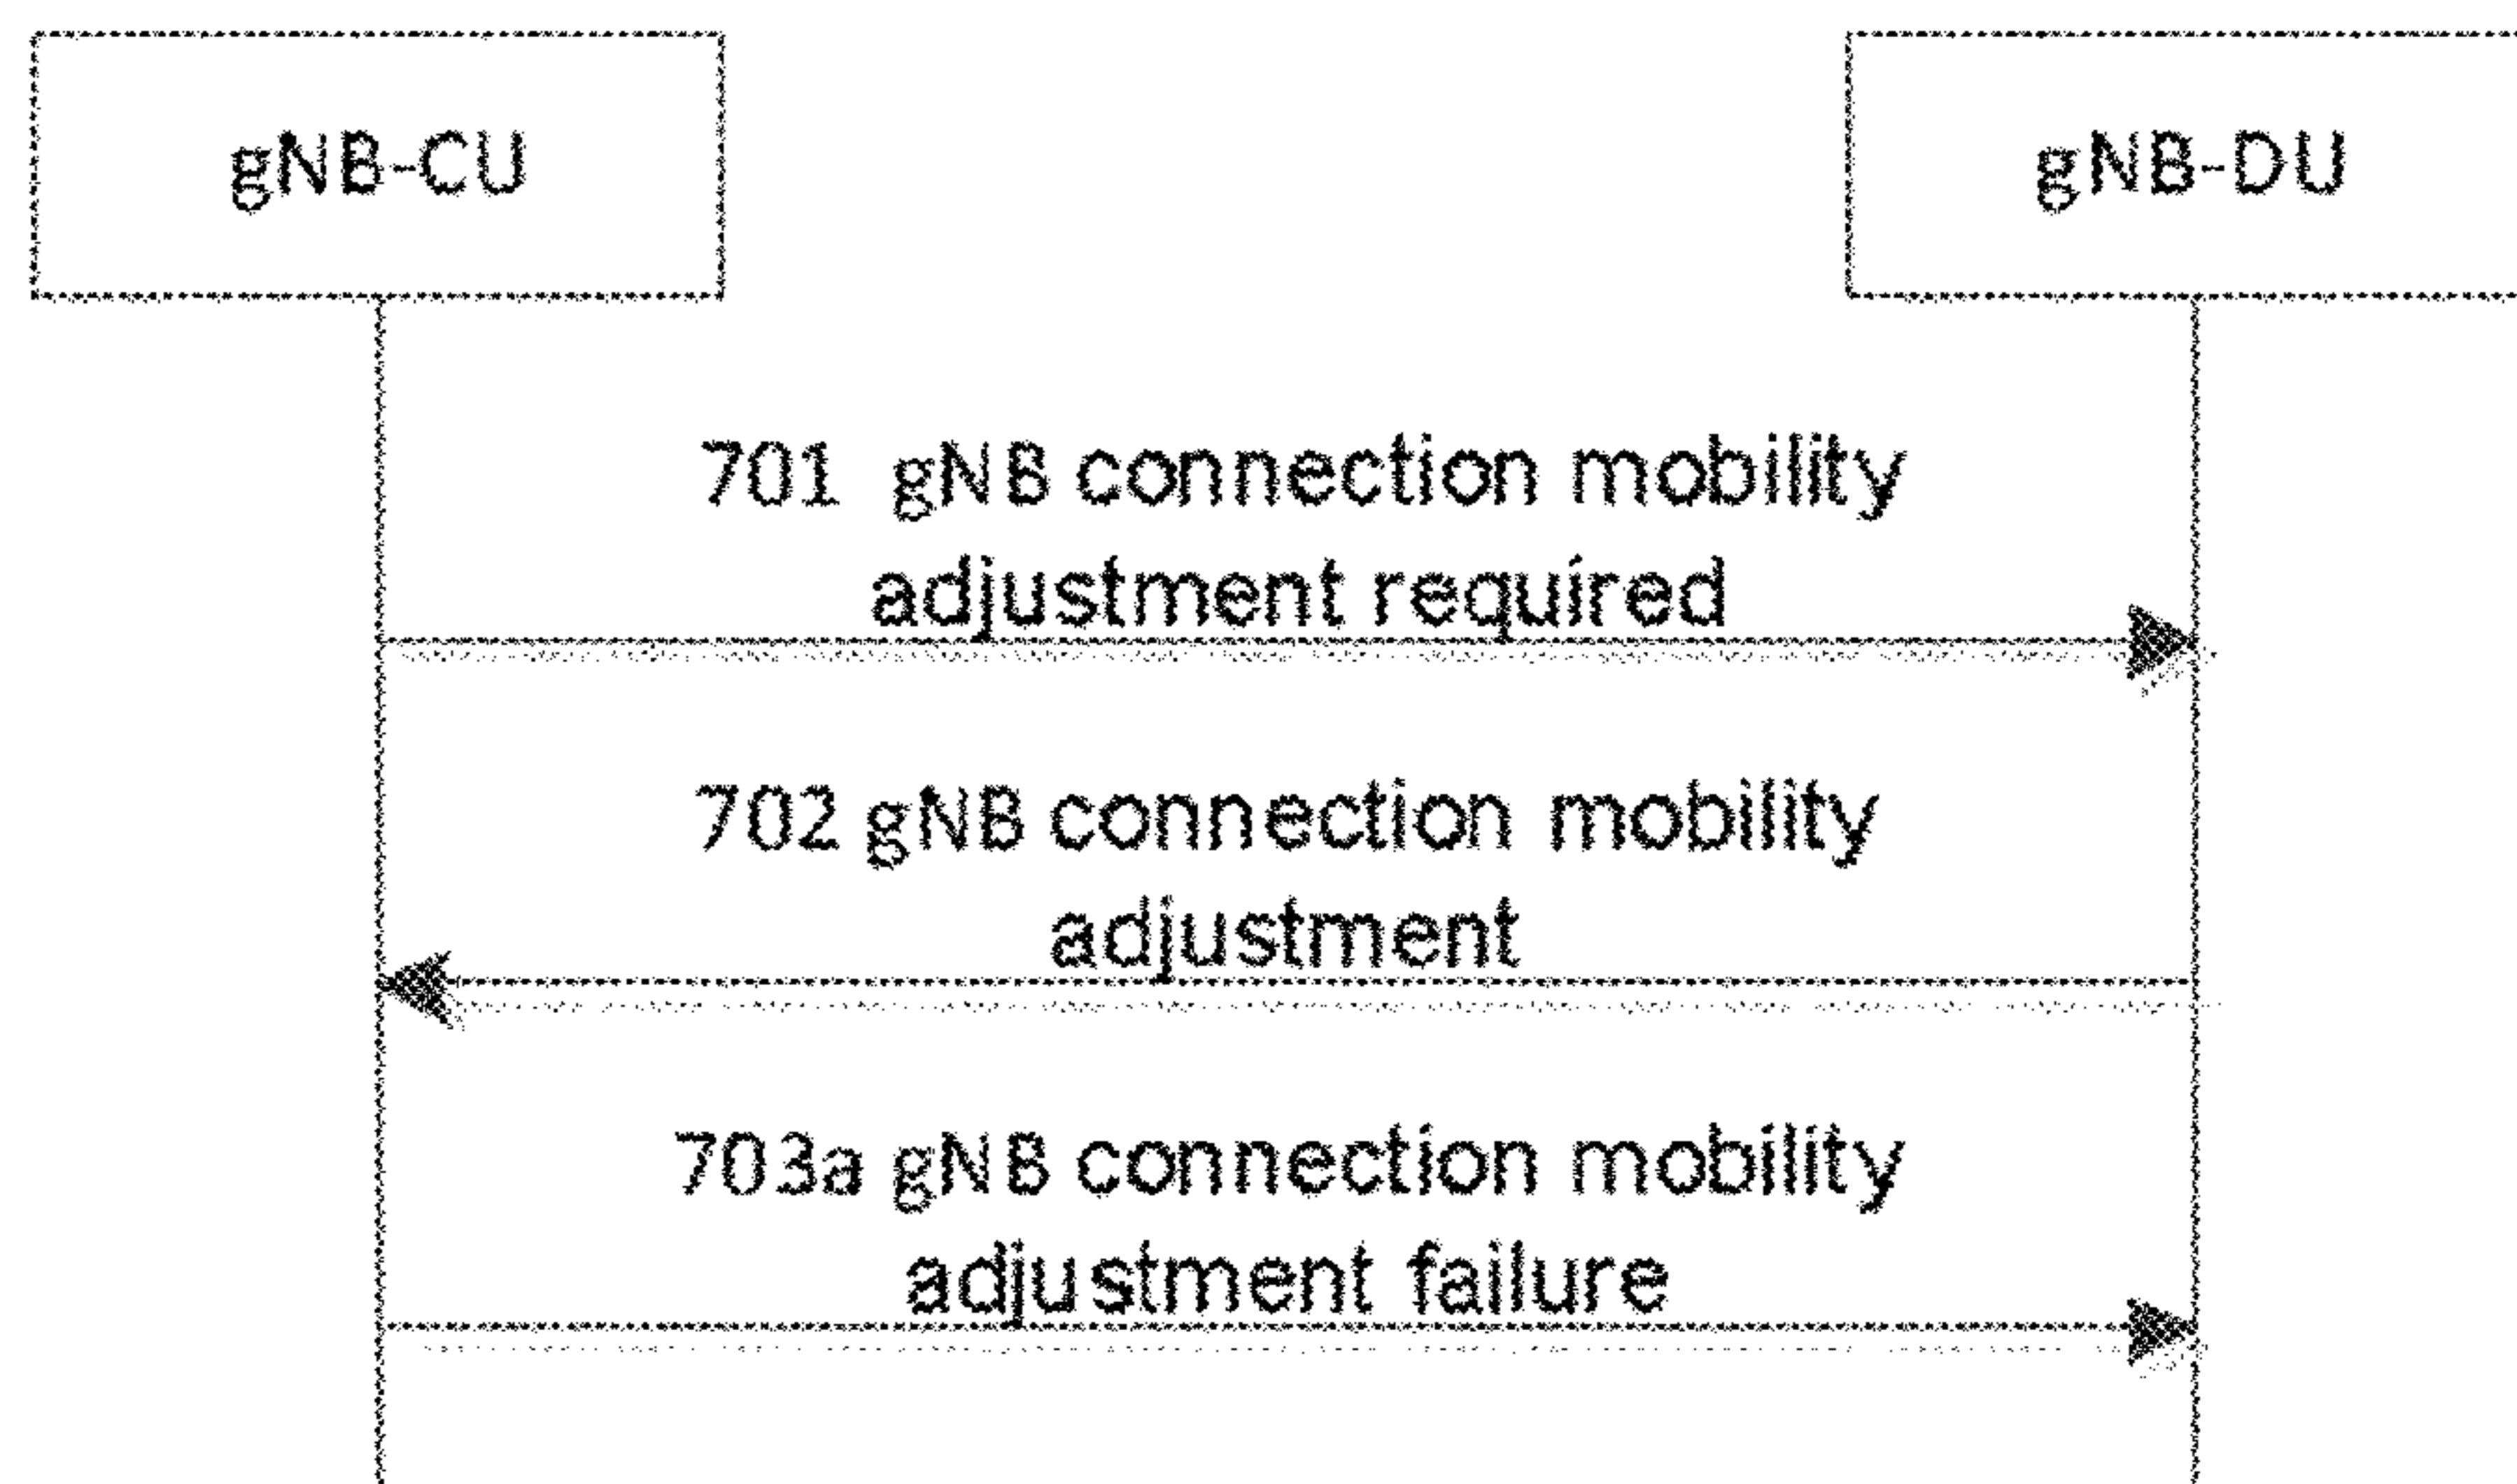 gNB-CU
gNB-DU
701 gNB connection mobility
adjustment required
702 gNB connection mobility
adjustment
703a gNB connection mobility
adjustment failure